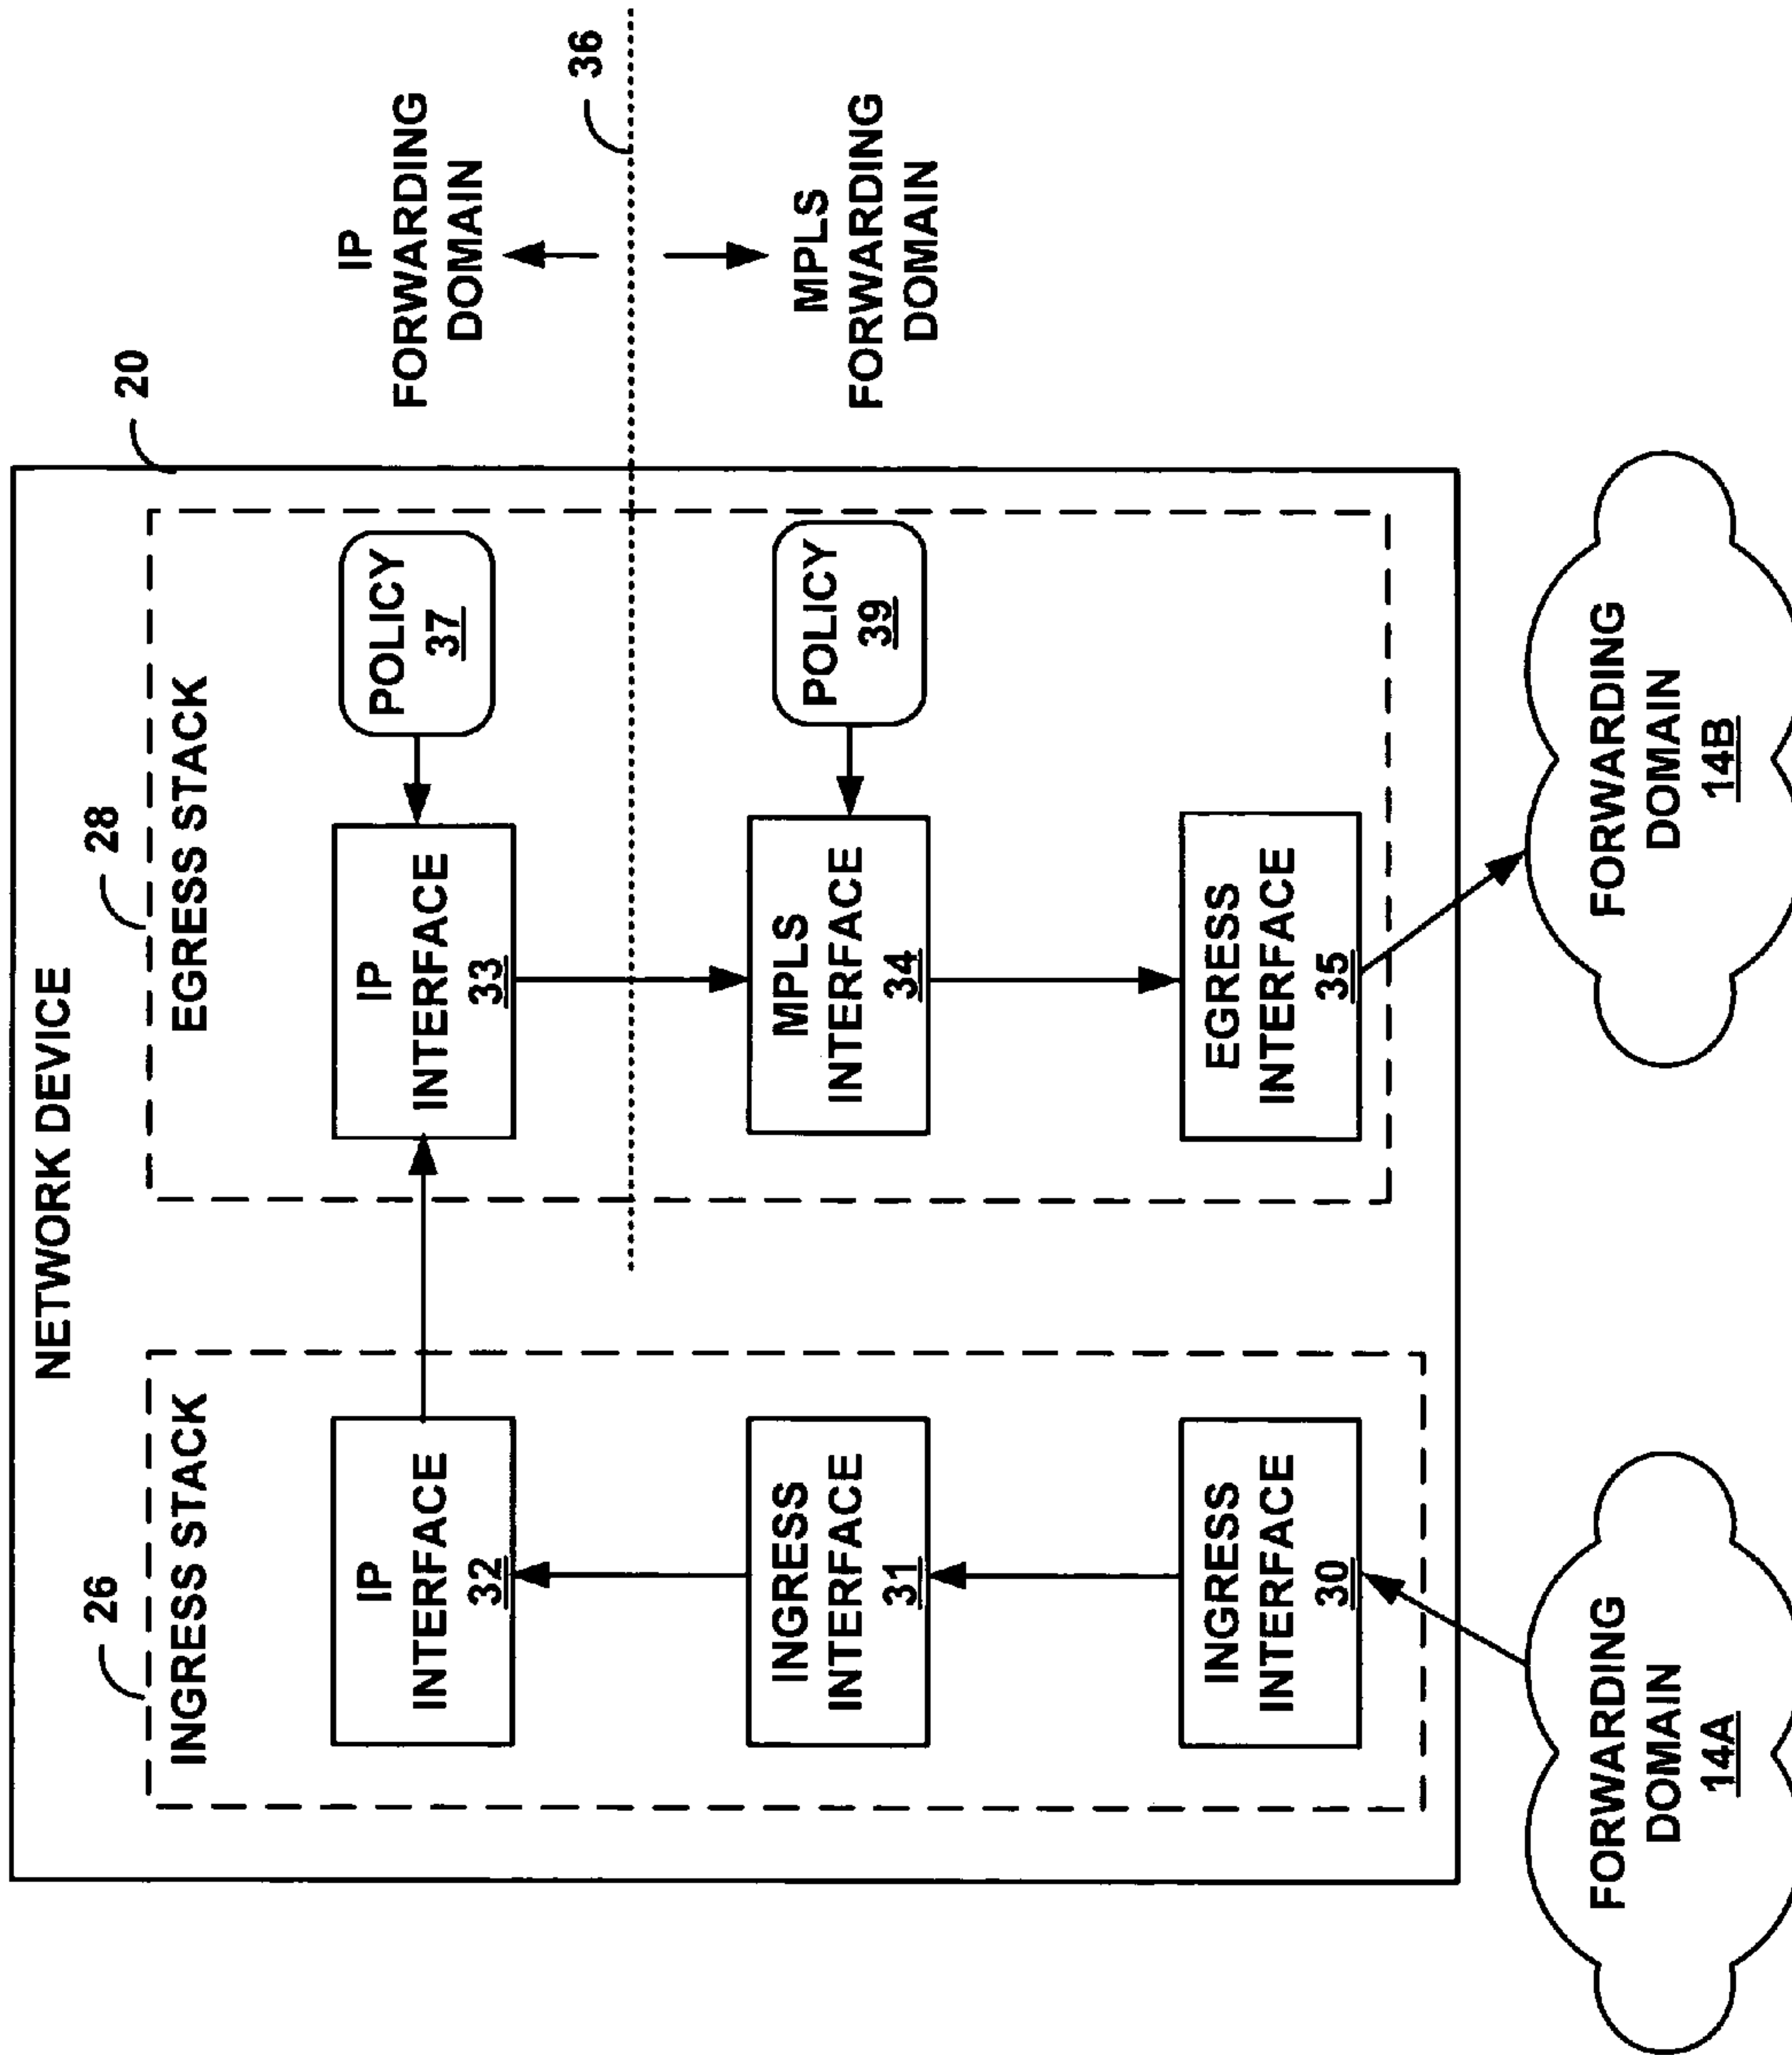 NETWORK DEVICE
20
26
INGRESS STACK
IP
INTERFACE
32
INGRESS
INTERFACE
31
INGRESS
INTERFACE
30
28
EGRESS STACK
IP
INTERFACE
33
POLICY
37
MPLS
INTERFACE
34
POLICY
39
EGRESS
INTERFACE
35
IP
FORWARDING
DOMAIN
36
MPLS
FORWARDING
DOMAIN
FORWARDING
DOMAIN
14A
FORWARDING
DOMAIN
14B